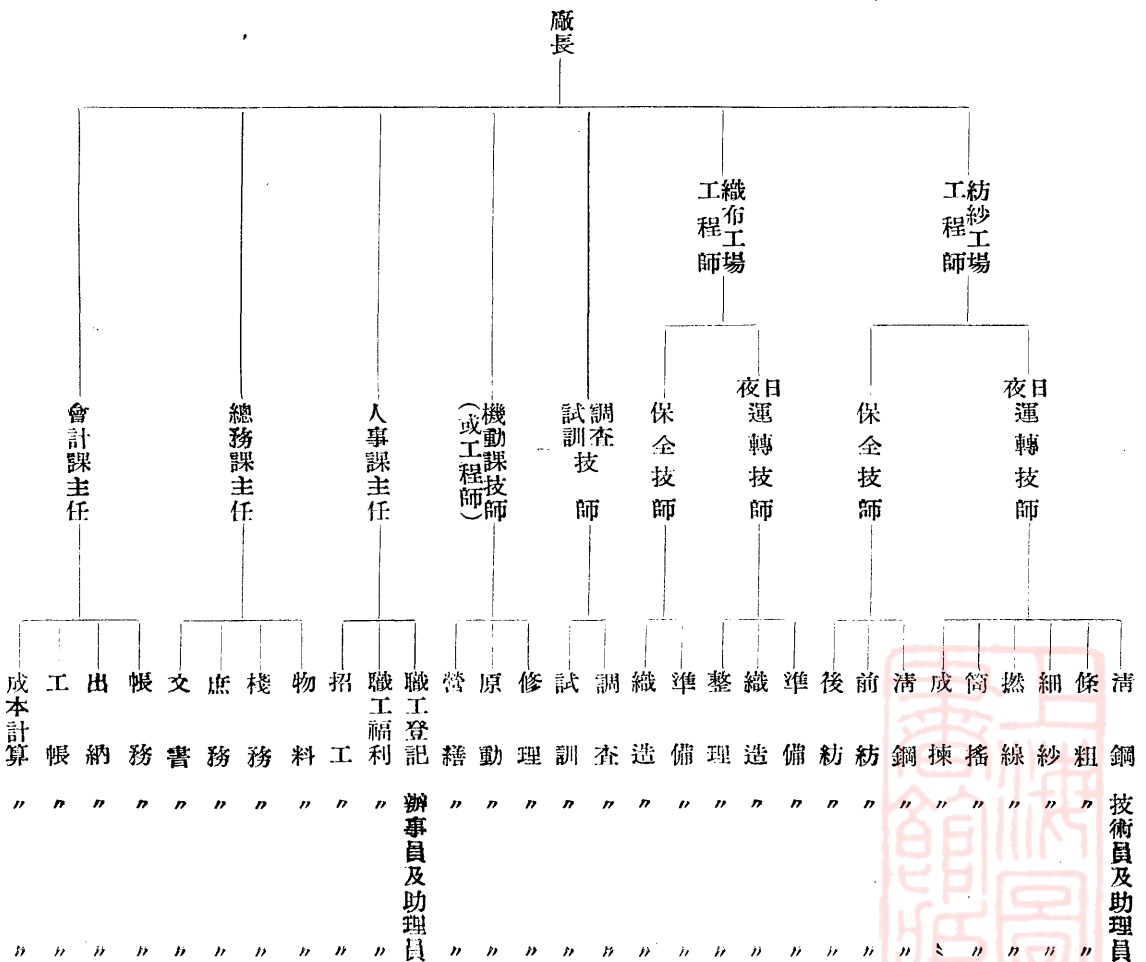 廠長
紡紗工場
工程師
織布工場
工程師
調查
試訓技師
機動課技師
(或工程師)
人事課主任
總務課主任
會計課主任
日夜運轉技師
保全技師
日夜運轉技師
保全技師
清鋼技術員及助理員
條粗〃〃
細紗〃〃
撚線〃〃
筒搖〃〃
成揀〃〃
清鋼〃〃
前紡〃〃
後紡〃〃
準備〃〃
織造〃〃
整理〃〃
準備〃〃
織造〃〃
調查〃〃
試訓〃〃
修理〃〃
原動〃〃
營繕〃〃
職工登記辦事員及助理員
職工福利〃〃
招工〃〃
物料〃〃
棧務〃〃
庶務〃〃
文書〃〃
帳務〃〃
出納〃〃
工帳〃〃
成本計算〃〃